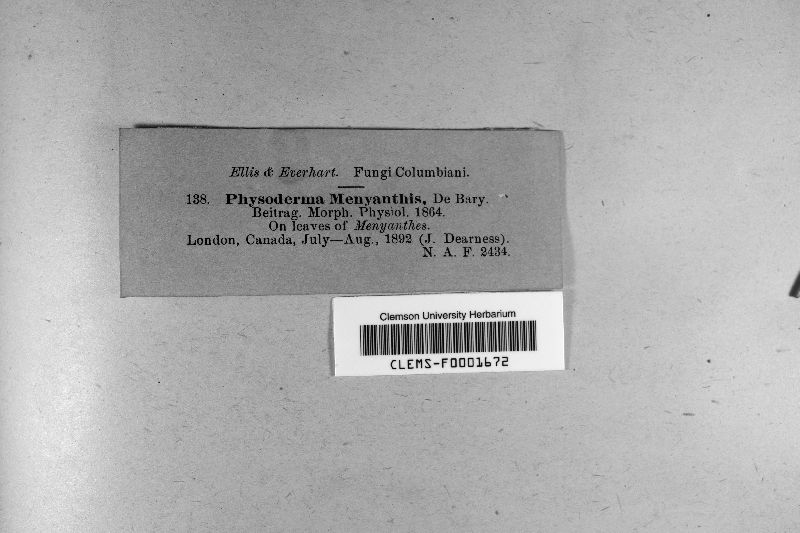 Ellis & Everhart. Fungi Columbiani.
138. Physoderma Menyanthis, De Bary.
Beitrag. Morph. Physiol. 1864.
On leaves of Menyanthes.
London, Canada, July—Aug., 1892 (J. Dearness).
N. A. F. 2434.
Clemson University Herbarium
CLEMS-F0001672